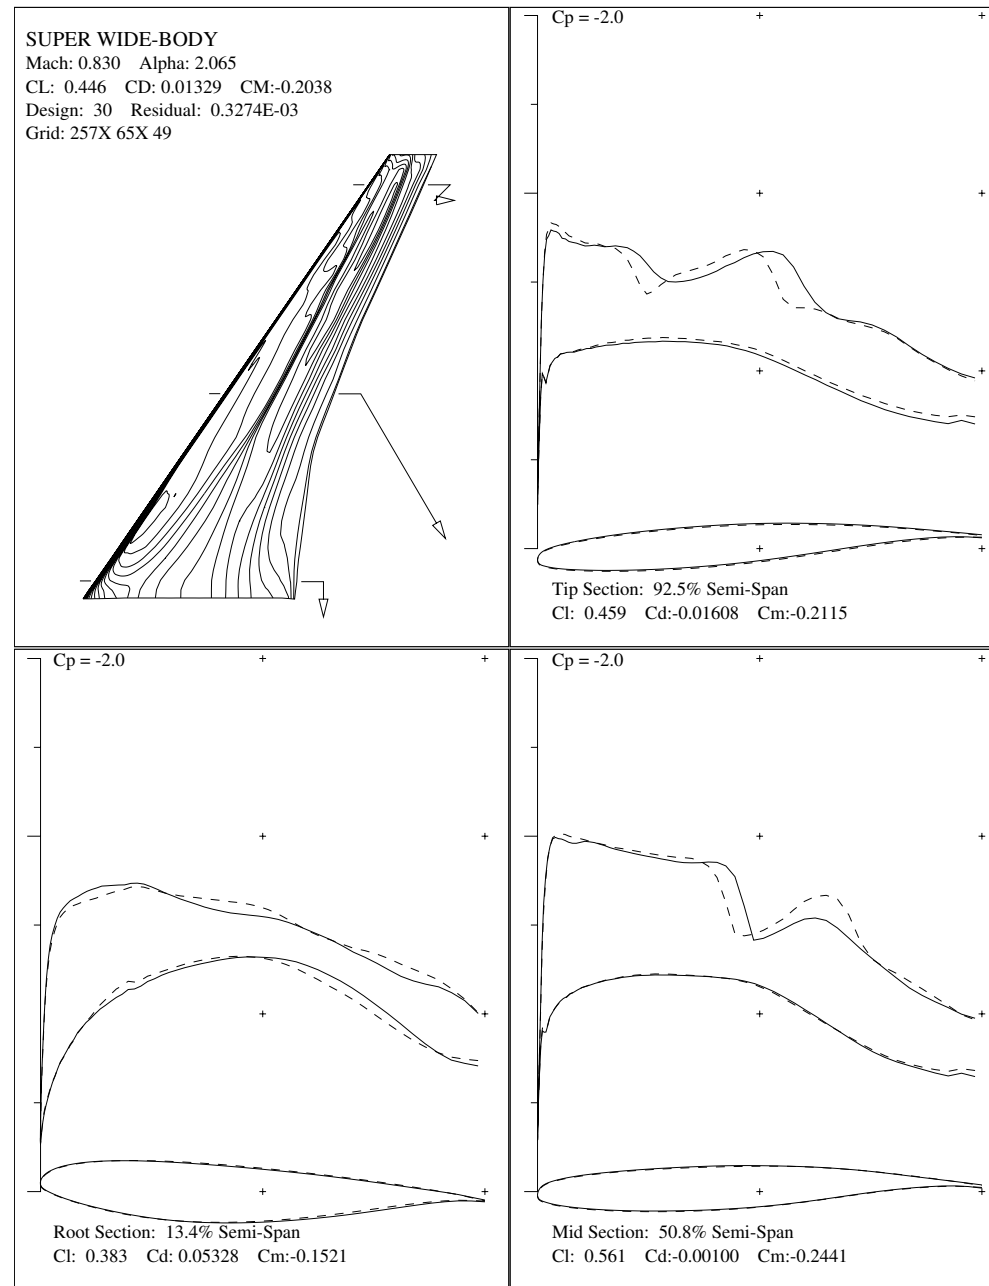 SUPER WIDE-BODY
Mach: 0.830 Alpha: 2.065
CL: 0.446 CD: 0.01329 CM:-0.2038
Design: 30 Residual: 0.3274E-03
Grid: 257X 65X 49
Cp = -2.0
Tip Section: 92.5% Semi-Span
Cl: 0.459 Cd:-0.01608 Cm:-0.2115
Cp = -2.0
Root Section: 13.4% Semi-Span
Cl: 0.383 Cd: 0.05328 Cm:-0.1521
Cp = -2.0
Mid Section: 50.8% Semi-Span
Cl: 0.561 Cd:-0.00100 Cm:-0.2441